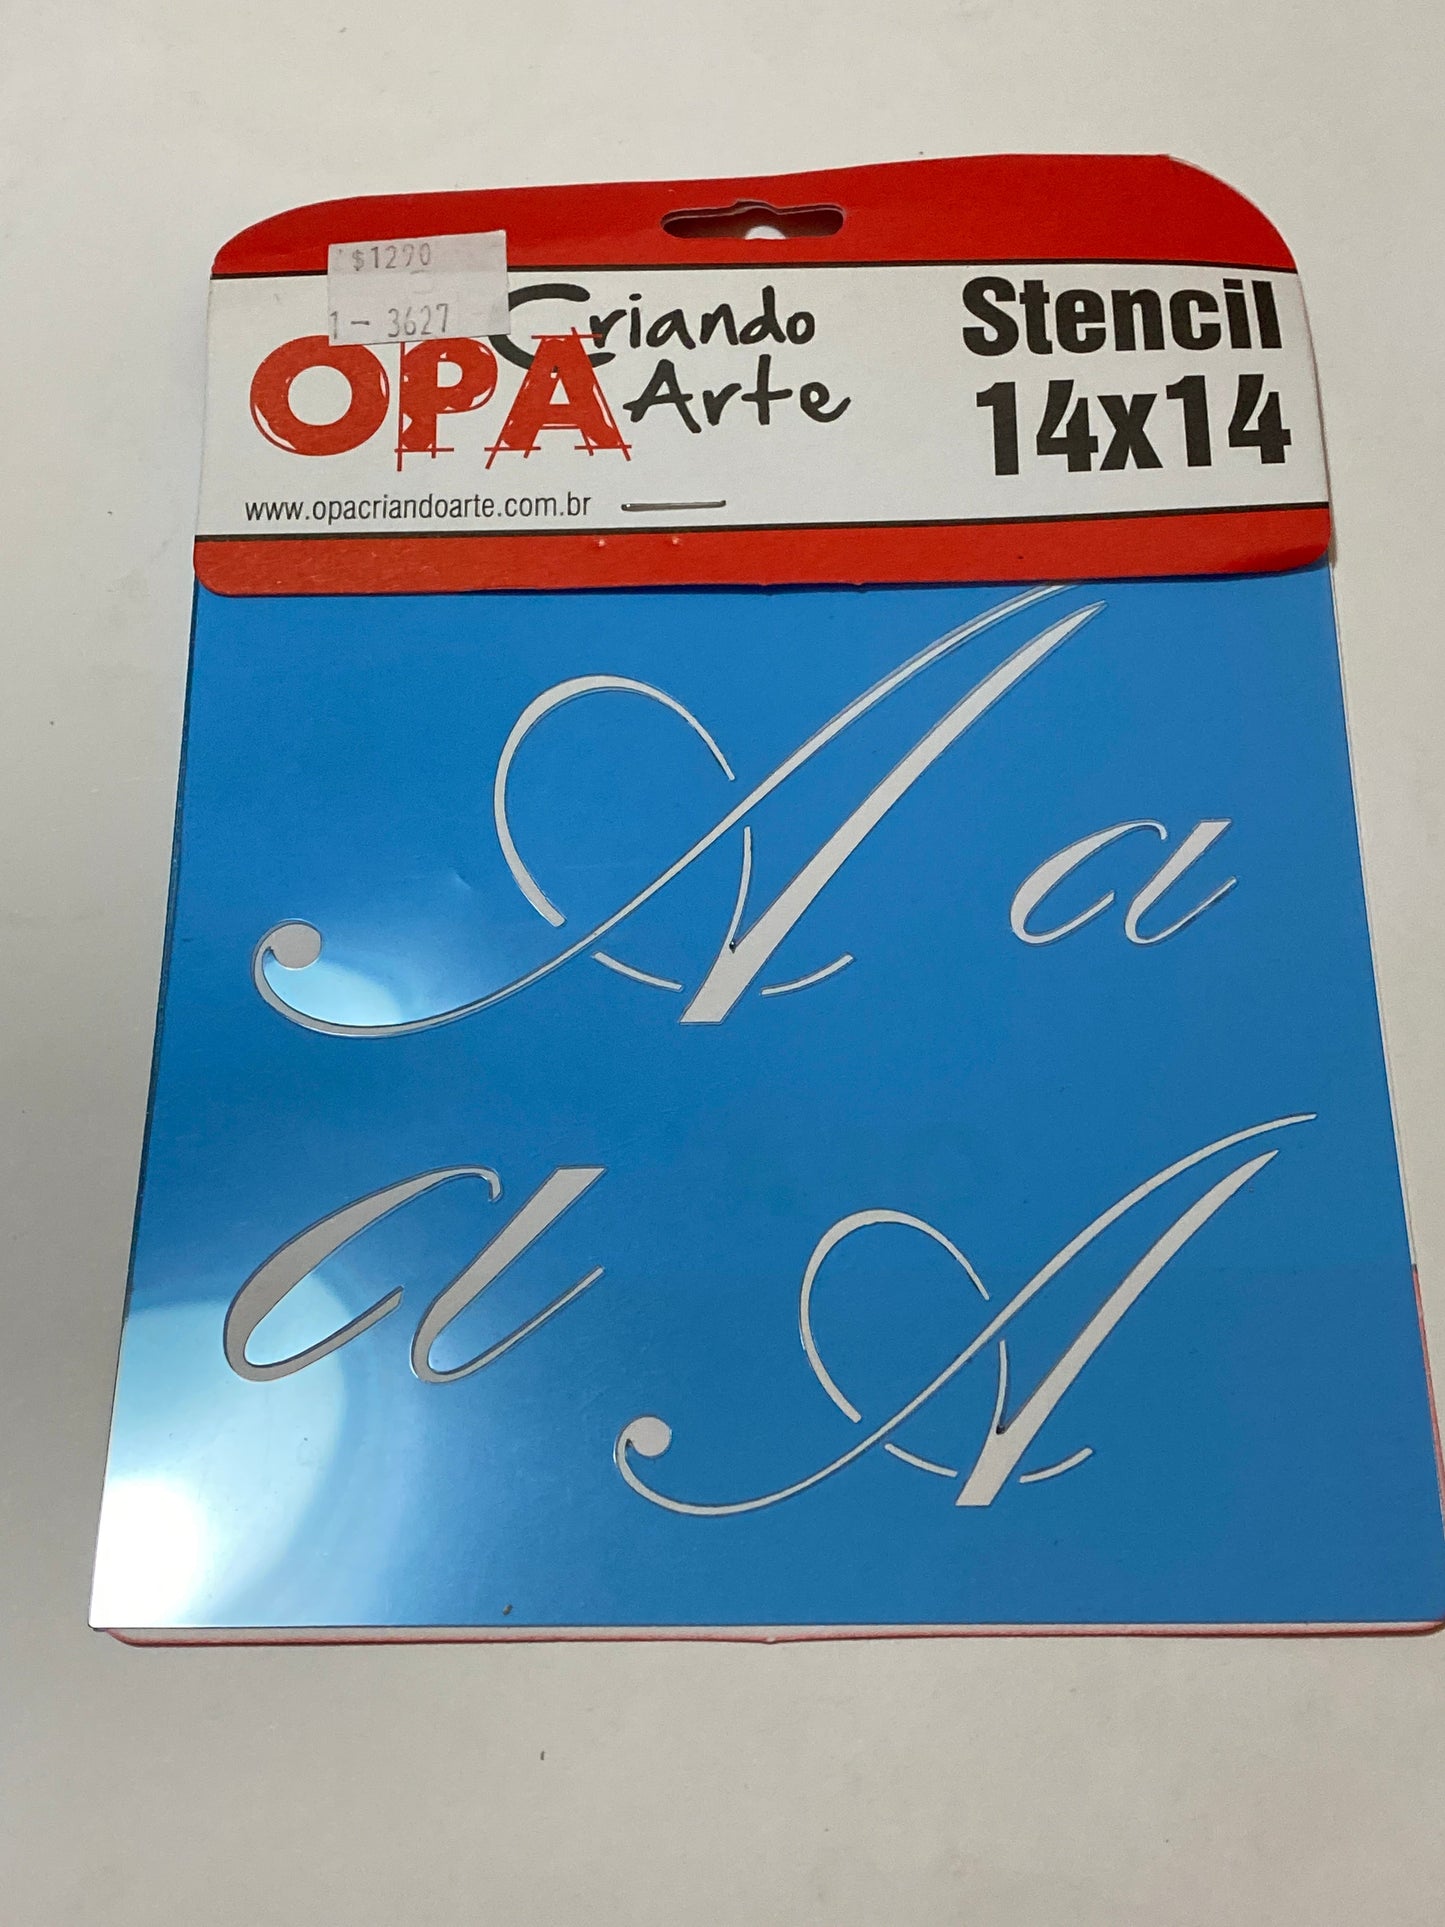 $1290
1 - 3627
OPA Criando
Arte
Stencil
14x14
www.opacriandoarte.com.br
A a
a A